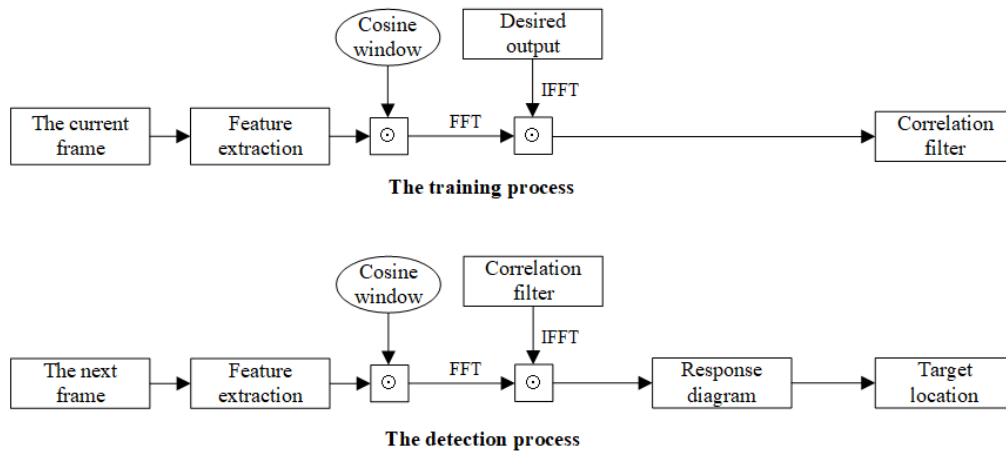 Cosine
window
Desired
output
IFFT
The current
frame
Feature
extraction
FFT
Correlation
filter
The training process
Cosine
window
Correlation
filter
IFFT
The next
frame
Feature
extraction
FFT
Response
diagram
Target
location
The detection process